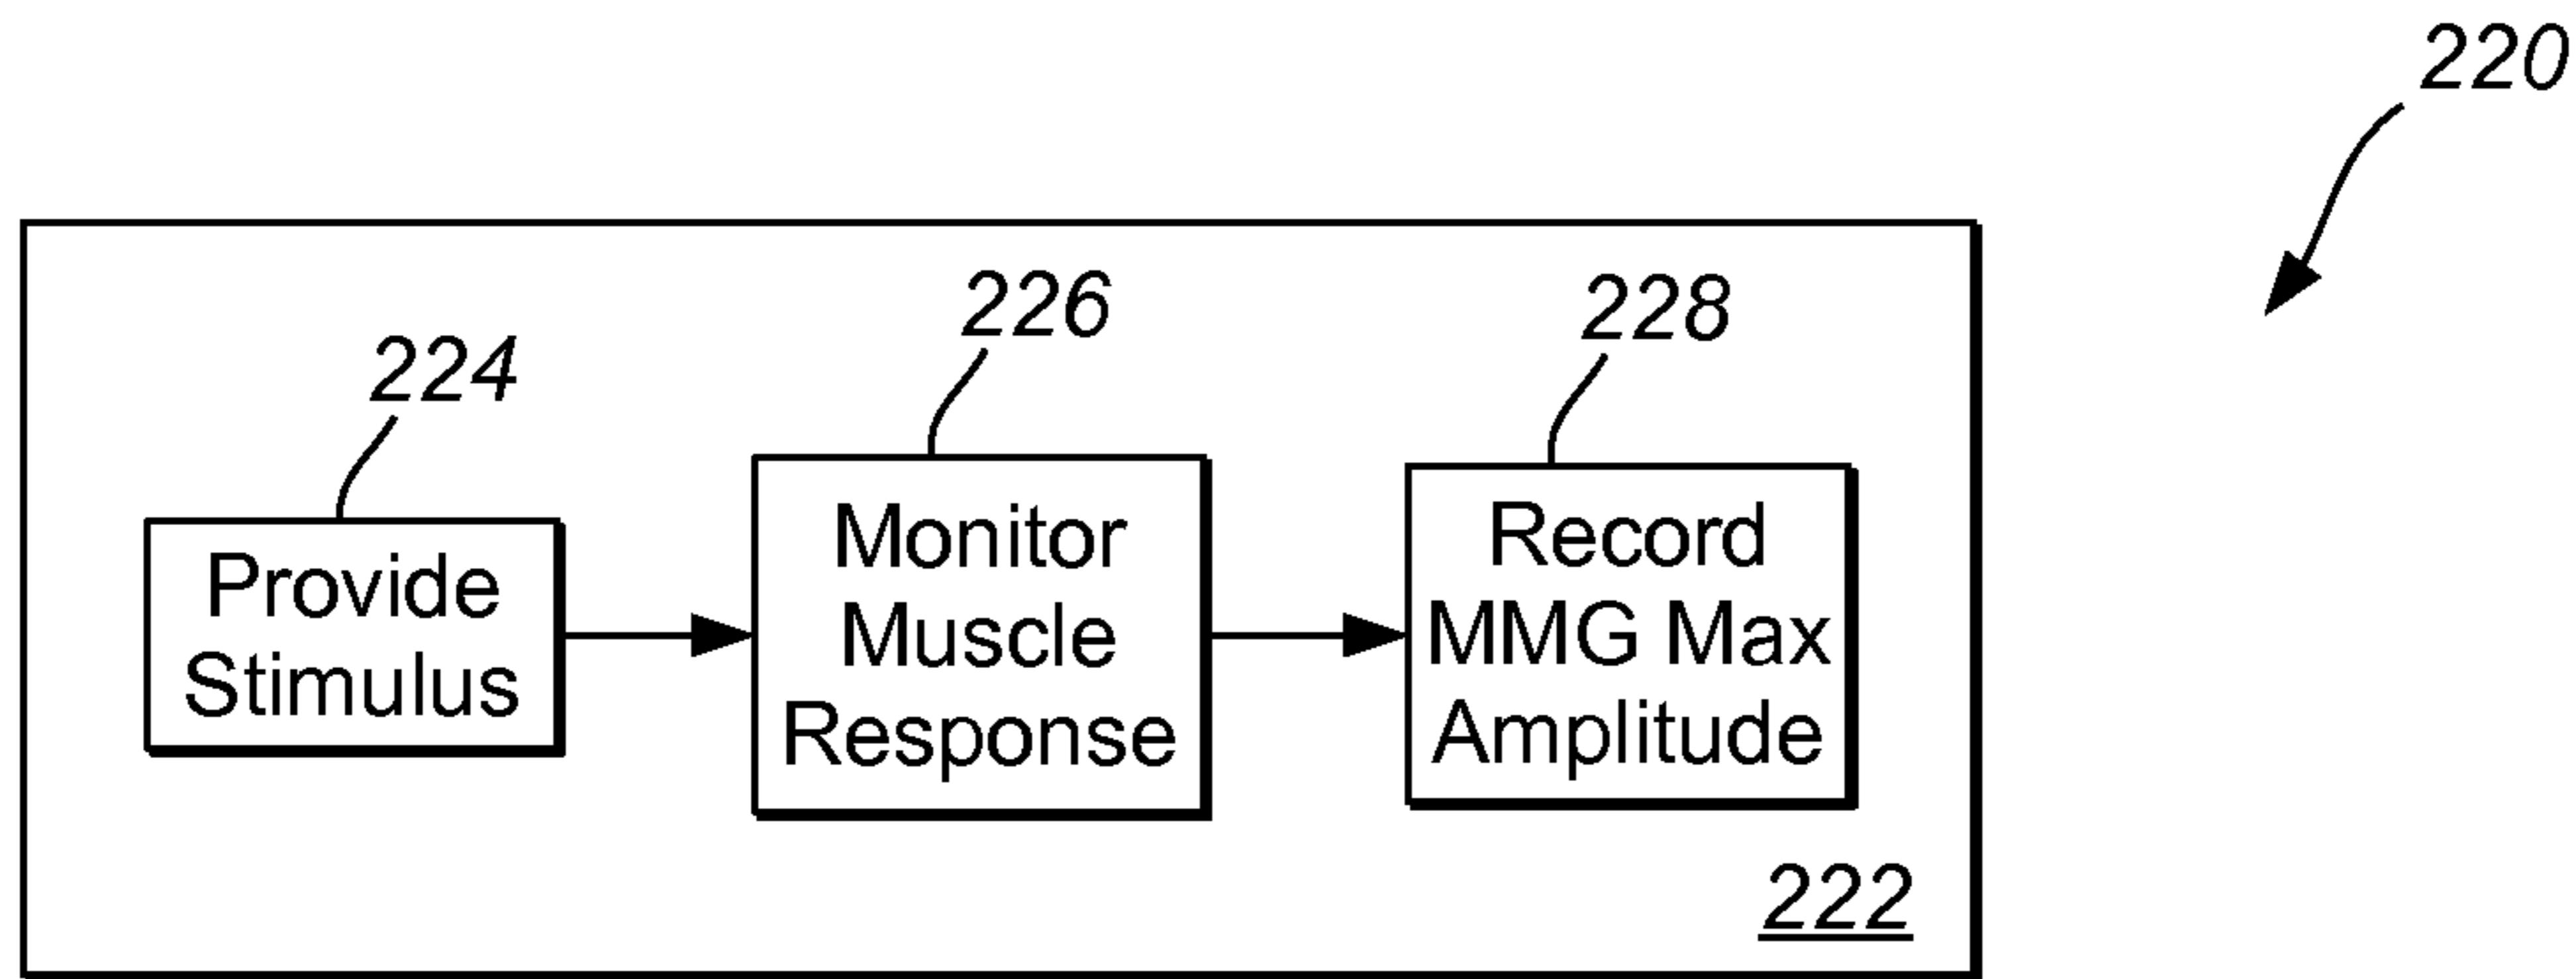 220
224
226
228
Provide
Stimulus
Monitor
Muscle
Response
Record
MMG Max
Amplitude
222